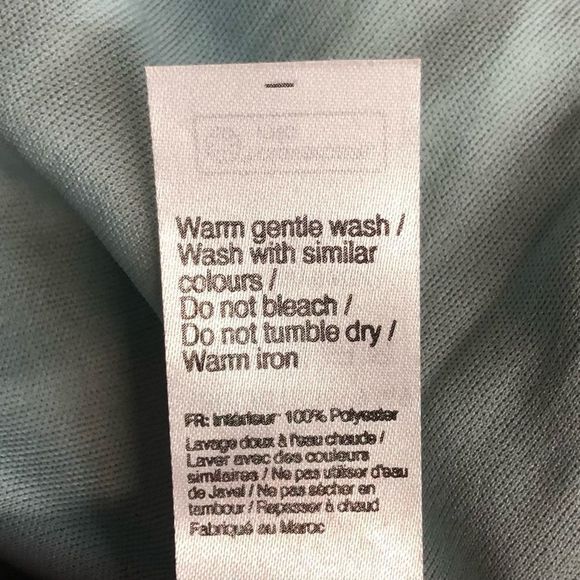 Warm gentle wash /
Wash with similar
colours /
Do not bleach /
Do not tumble dry /
Warm iron
FR: Intérieur 100% Polyester
Lavage doux à l'eau chaude /
Laver avec des couleurs
similaires / Ne pas utiliser d'eau
de Javel / Ne pas sécher en
tambour / Repasser à chaud
Fabriqué au Maroc